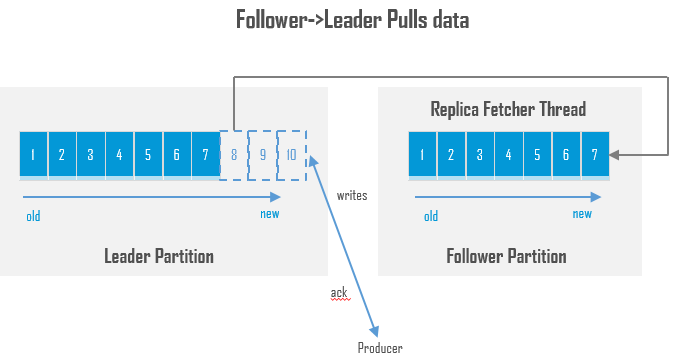 Follower->Leader Pulls data
Replica Fetcher Thread
1 2 3 4 5 6 7 8 9 10
1 2 3 4 5 6 7
writes
old new
old new
Leader Partition
Follower Partition
ack
Producer